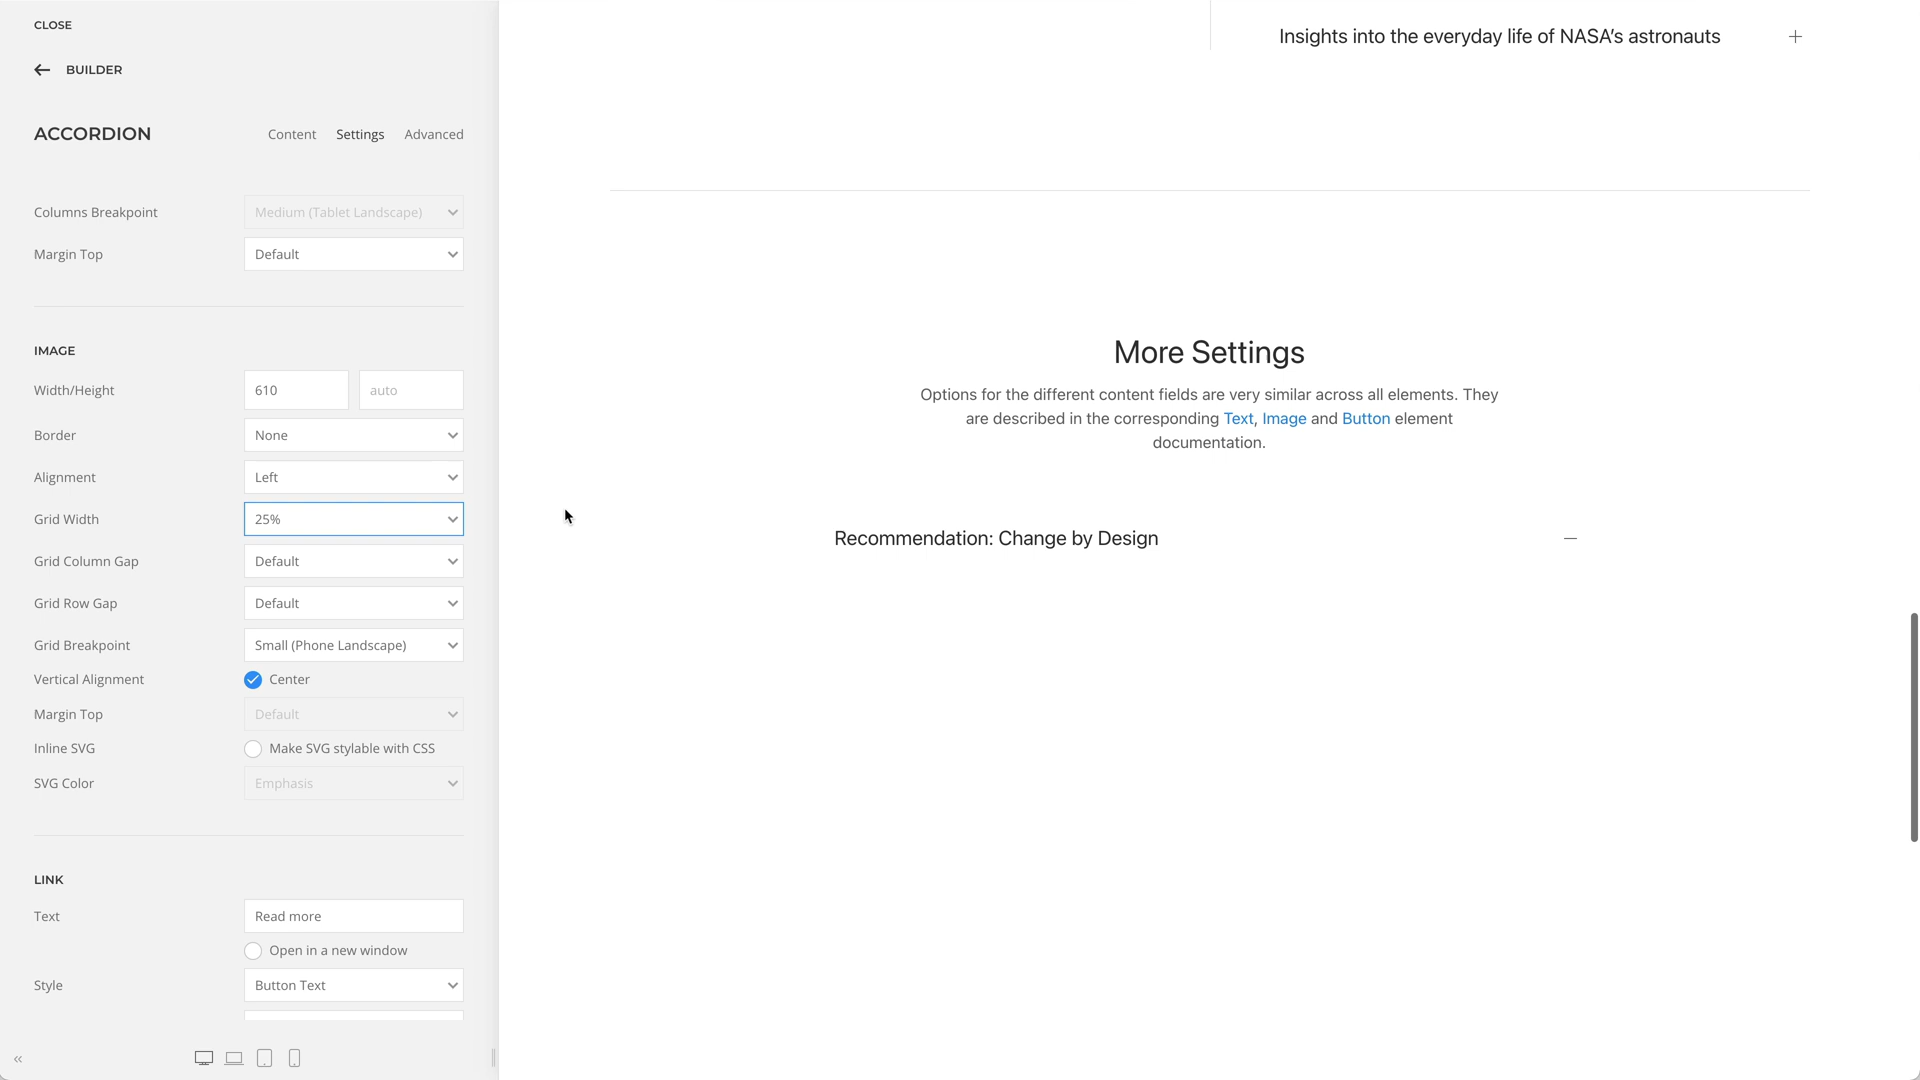 CLOSE
BUILDER
ACCORDION
Content Settings Advanced
Columns Breakpoint Medium (Tablet Landscape)
Margin Top Default
IMAGE
Width/Height 610 auto
Border None
Alignment Left
Grid Width 25%
Grid Column Gap Default
Grid Row Gap Default
Grid Breakpoint Small (Phone Landscape)
Vertical Alignment Center
Margin Top Default
Inline SVG Make SVG stylable with CSS
SVG Color Emphasis
LINK
Text Read more
Open in a new window
Style Button Text
Insights into the everyday life of NASA’s astronauts
More Settings
Options for the different content fields are very similar across all elements. They
are described in the corresponding Text, Image and Button element
documentation.
Recommendation: Change by Design